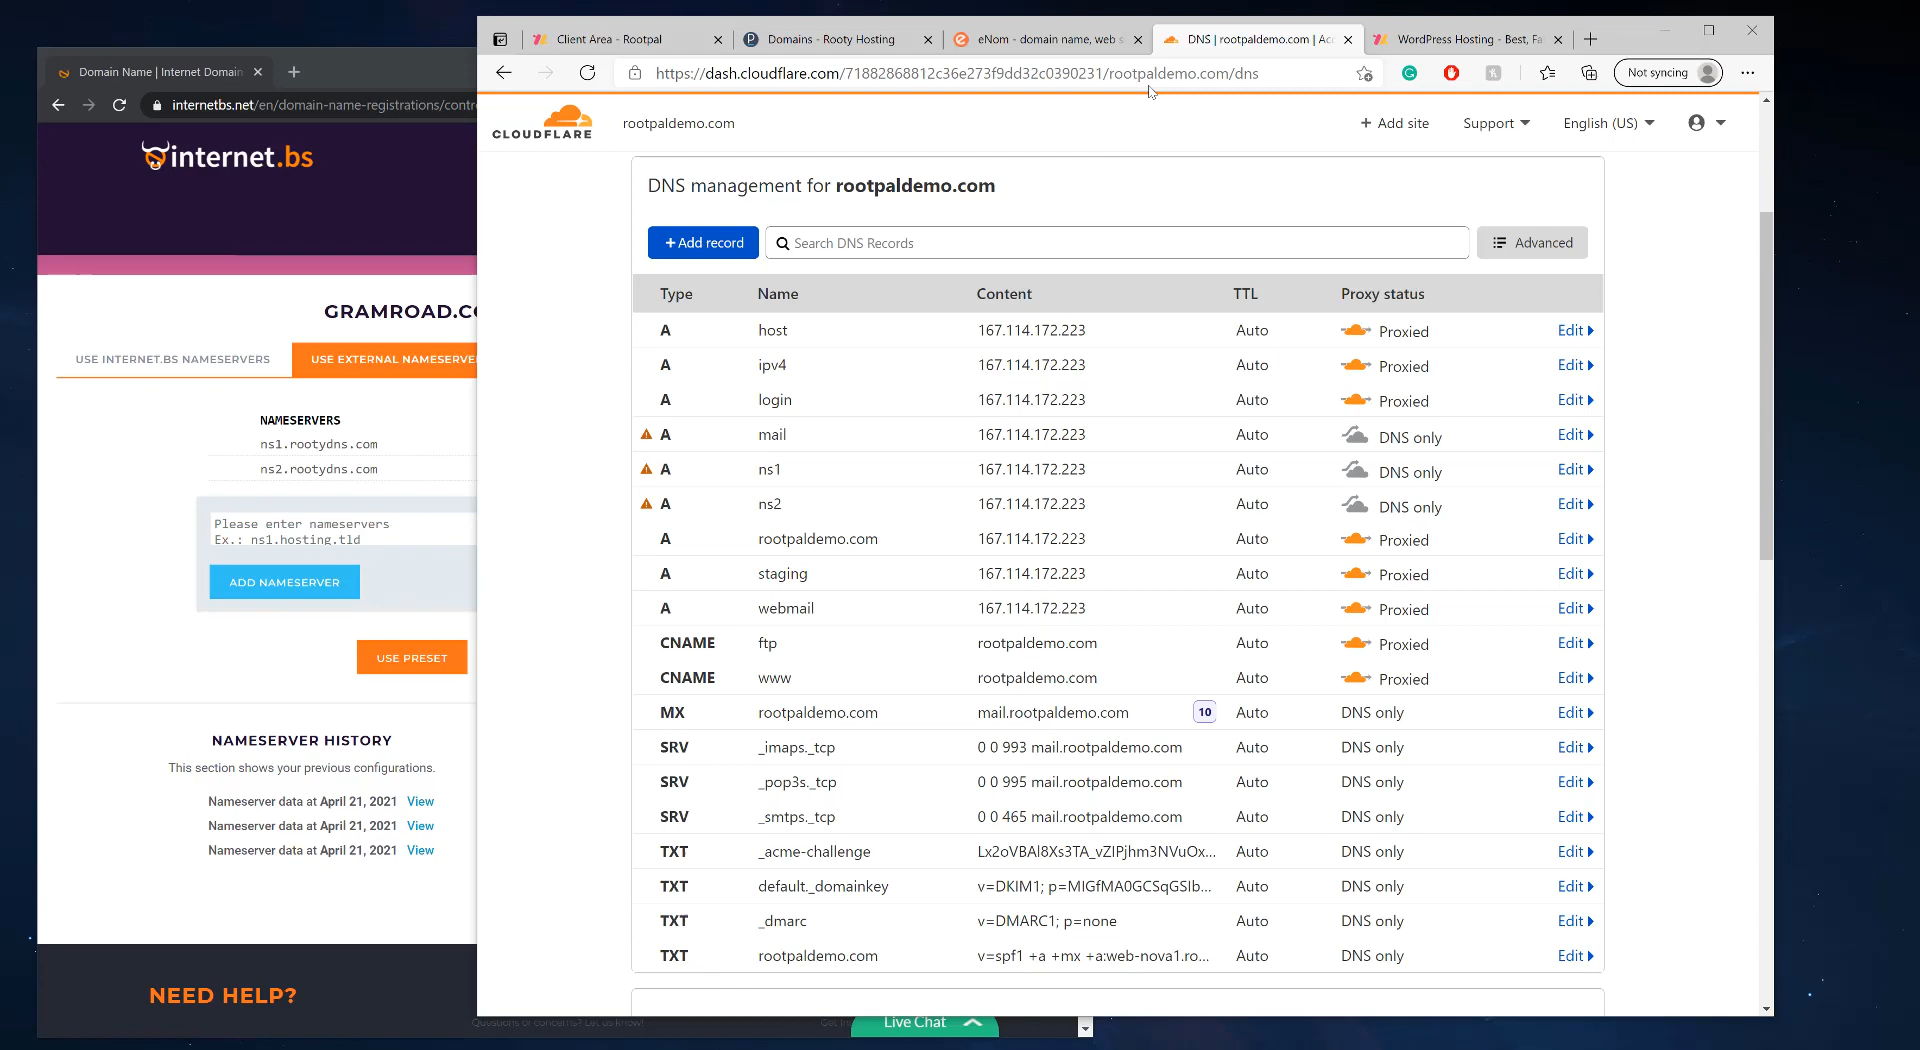 Domain Name | Internet Domain
internetbs.net/en/domain-name-registrations/contr
internet.bs
GRAMROAD.CO
USE INTERNET.BS NAMESERVERS
USE EXTERNAL NAMESERVE
NAMESERVERS
ns1.rootydns.com
ns2.rootydns.com
Please enter nameservers
Ex.: ns1.hosting.tld
ADD NAMESERVER
USE PRESET
NAMESERVER HISTORY
This section shows your previous configurations.
Nameserver data at April 21, 2021 View
Nameserver data at April 21, 2021 View
Nameserver data at April 21, 2021 View
NEED HELP?
Questions or concerns? Let us know!
Get in
Live Chat
Client Area - Rootpal
Domains - Rooty Hosting
eNom - domain name, web s
DNS | rootpaldemo.com | Acc
WordPress Hosting - Best, Fa
https://dash.cloudflare.com/71882868812c36e273f9dd32c0390231/rootpaldemo.com/dns
Not syncing
CLOUDFLARE
rootpaldemo.com
+ Add site
Support
English (US)
DNS management for rootpaldemo.com
+ Add record
Search DNS Records
Advanced
Type Name Content TTL Proxy status
A host 167.114.172.223 Auto Proxied Edit
A ipv4 167.114.172.223 Auto Proxied Edit
A login 167.114.172.223 Auto Proxied Edit
A mail 167.114.172.223 Auto DNS only Edit
A ns1 167.114.172.223 Auto DNS only Edit
A ns2 167.114.172.223 Auto DNS only Edit
A rootpaldemo.com 167.114.172.223 Auto Proxied Edit
A staging 167.114.172.223 Auto Proxied Edit
A webmail 167.114.172.223 Auto Proxied Edit
CNAME ftp rootpaldemo.com Auto Proxied Edit
CNAME www rootpaldemo.com Auto Proxied Edit
MX rootpaldemo.com mail.rootpaldemo.com 10 Auto DNS only Edit
SRV _imaps._tcp 0 0 993 mail.rootpaldemo.com Auto DNS only Edit
SRV _pop3s._tcp 0 0 995 mail.rootpaldemo.com Auto DNS only Edit
SRV _smtps._tcp 0 0 465 mail.rootpaldemo.com Auto DNS only Edit
TXT _acme-challenge Lx2oVBAl8Xs3TA_vZIPjhm3NVuOx... Auto DNS only Edit
TXT default._domainkey v=DKIM1; p=MIGfMA0GCSqGSIb... Auto DNS only Edit
TXT _dmarc v=DMARC1; p=none Auto DNS only Edit
TXT rootpaldemo.com v=spf1 +a +mx +a:web-nova1.ro... Auto DNS only Edit